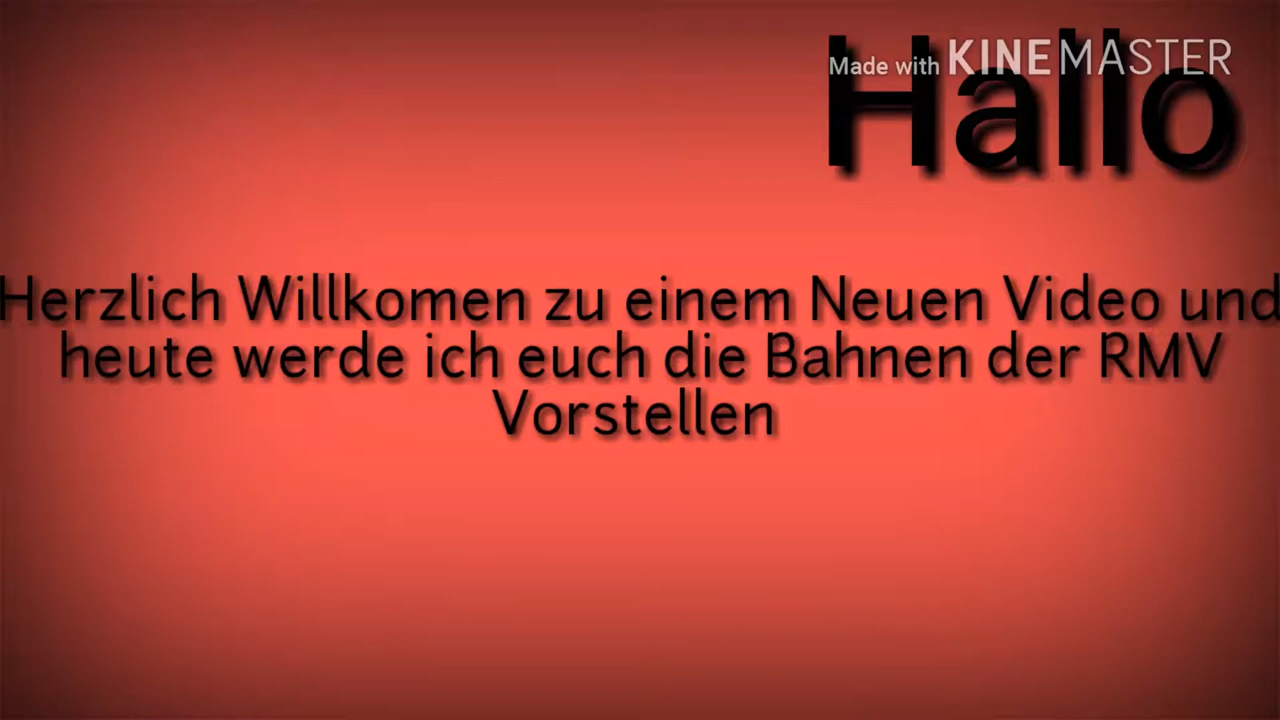 Hallo
Made with KINEMASTER
Herzlich Willkomen zu einem Neuen Video und
heute werde ich euch die Bahnen der RMV
Vorstellen